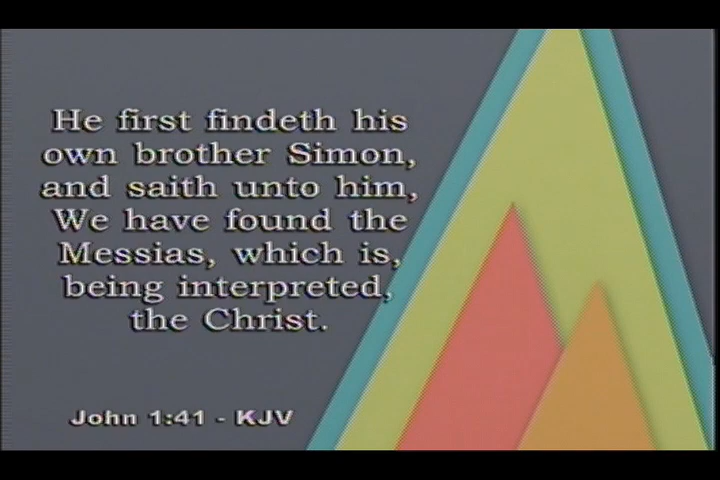 He first findeth his
own brother Simon,
and saith unto him,
We have found the
Messias, which is,
being interpreted,
the Christ.
John 1:41 - KJV